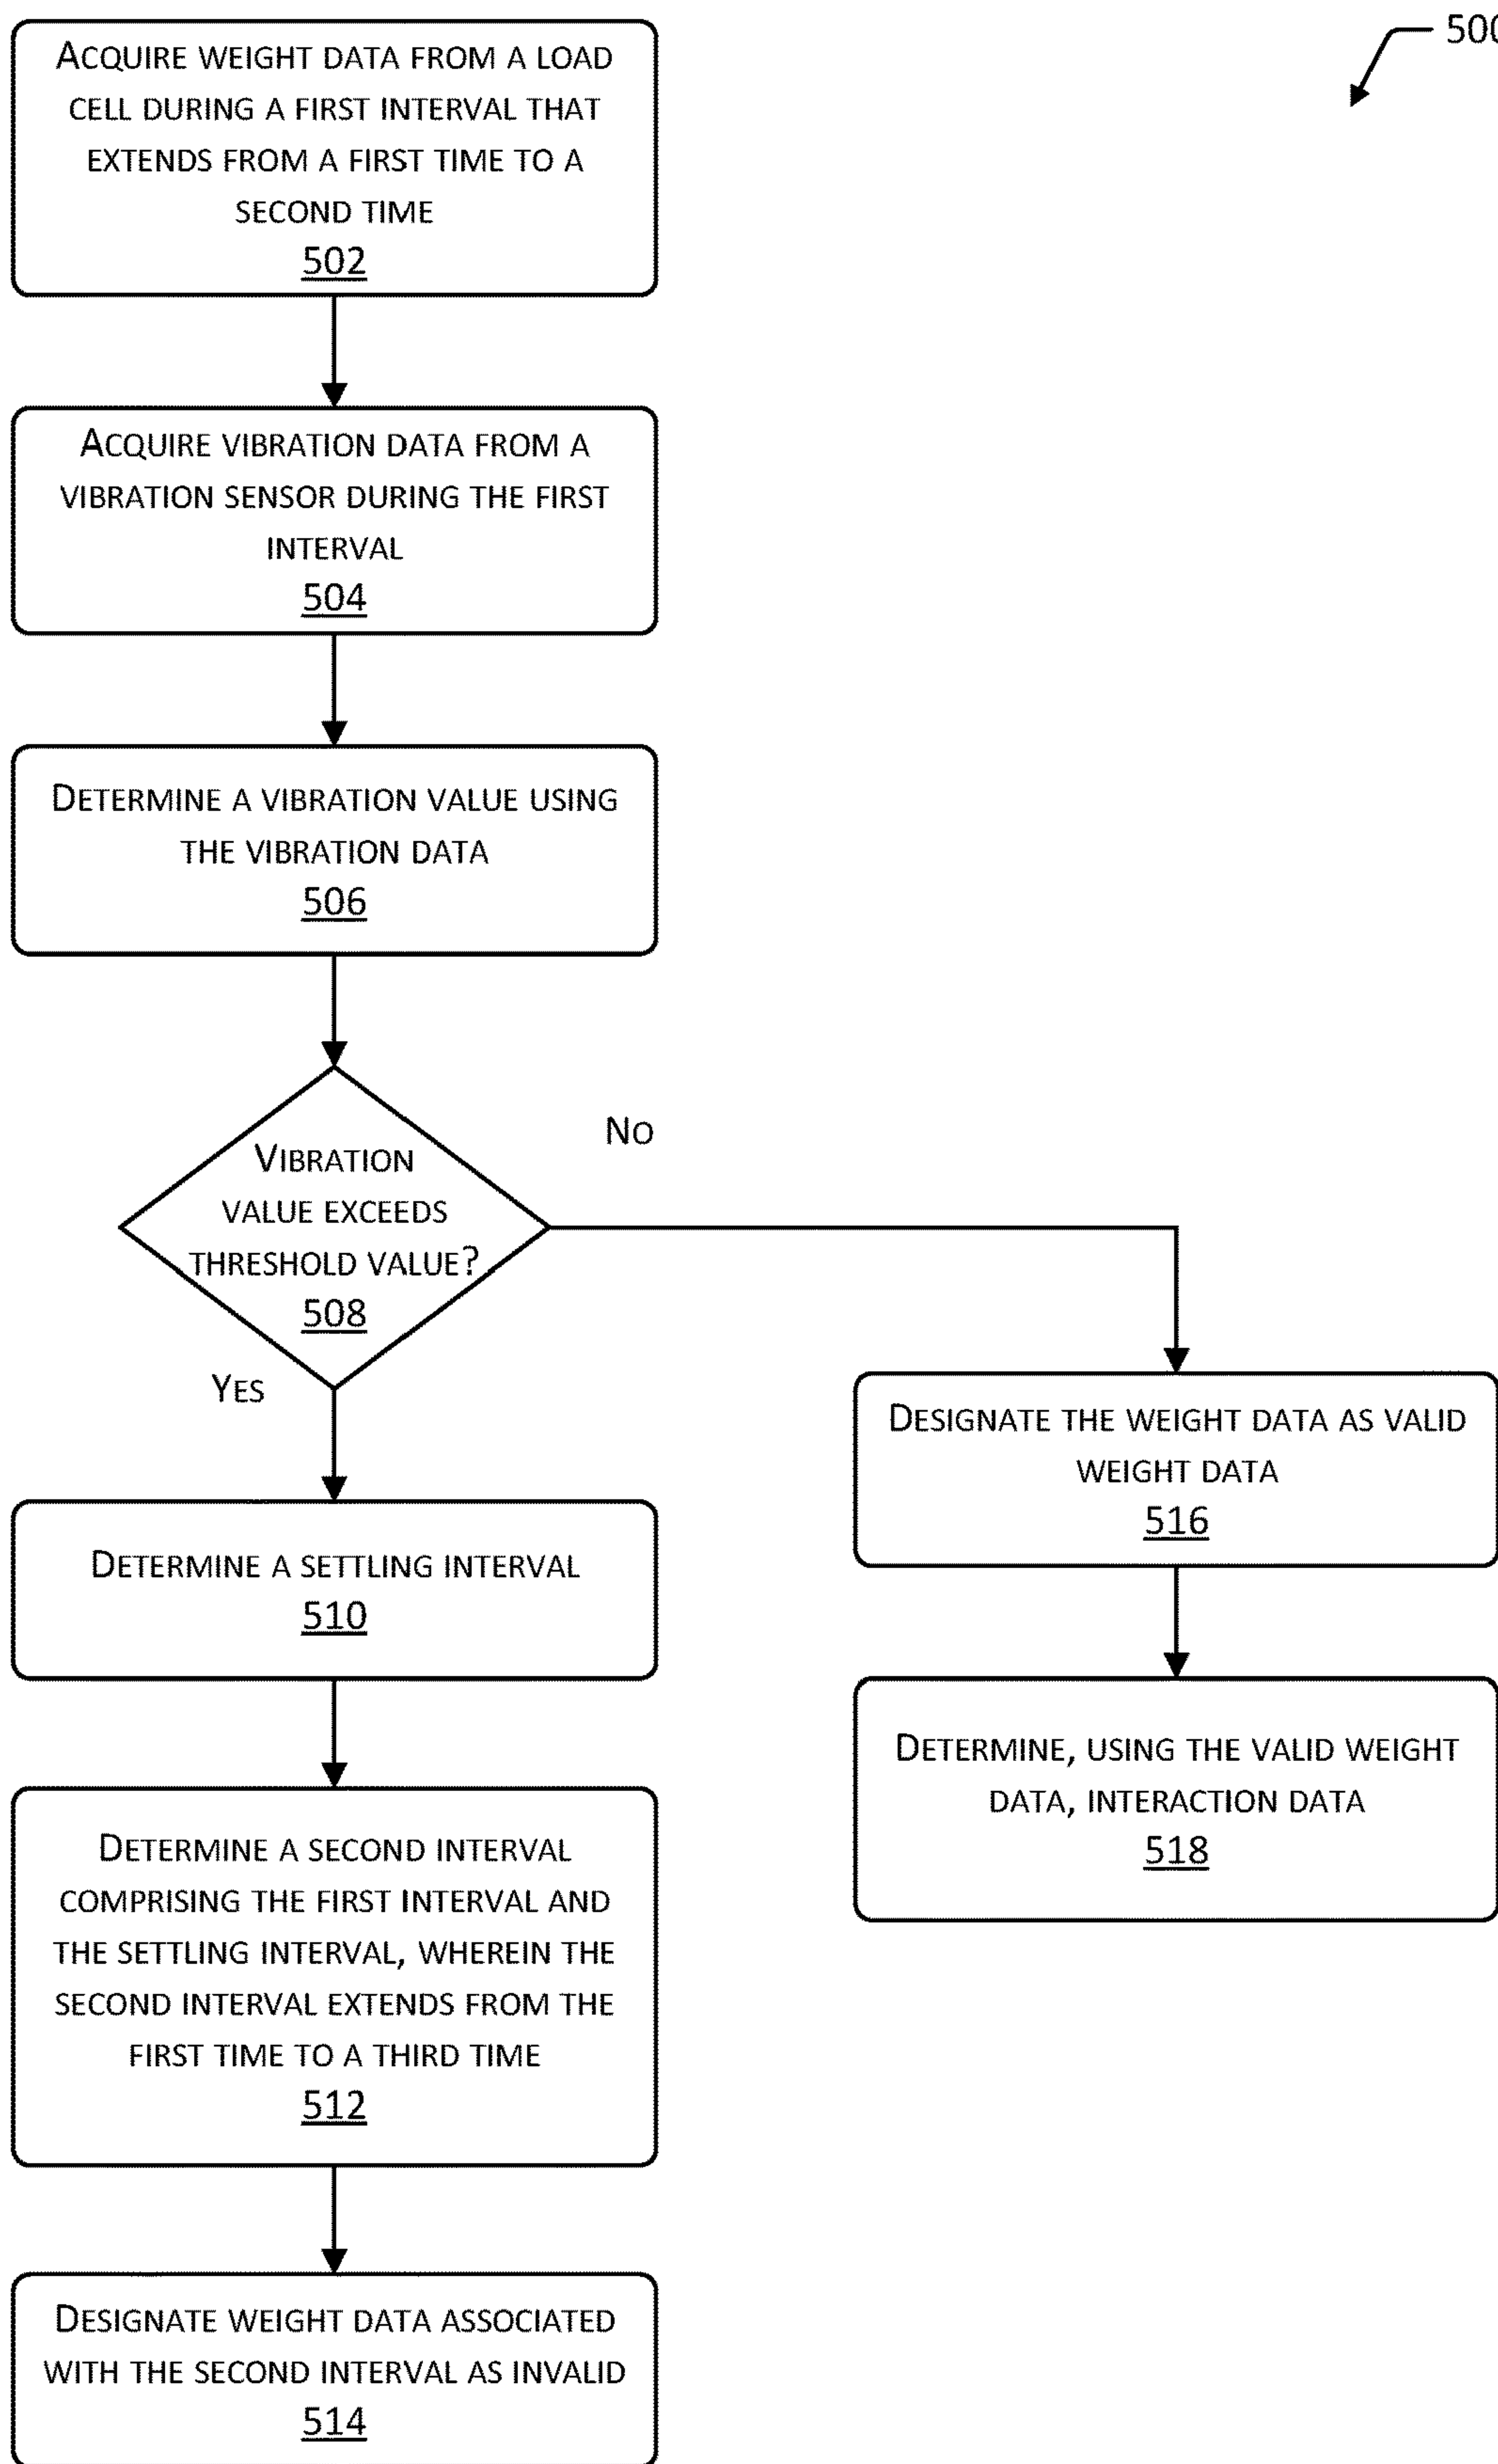 500
ACQUIRE WEIGHT DATA FROM A LOAD
CELL DURING A FIRST INTERVAL THAT
EXTENDS FROM A FIRST TIME TO A
SECOND TIME
502
ACQUIRE VIBRATION DATA FROM A
VIBRATION SENSOR DURING THE FIRST
INTERVAL
504
DETERMINE A VIBRATION VALUE USING
THE VIBRATION DATA
506
VIBRATION
VALUE EXCEEDS
THRESHOLD VALUE?
508
NO
YES
DETERMINE A SETTLING INTERVAL
510
DETERMINE A SECOND INTERVAL
COMPRISING THE FIRST INTERVAL AND
THE SETTLING INTERVAL, WHEREIN THE
SECOND INTERVAL EXTENDS FROM THE
FIRST TIME TO A THIRD TIME
512
DESIGNATE WEIGHT DATA ASSOCIATED
WITH THE SECOND INTERVAL AS INVALID
514
DESIGNATE THE WEIGHT DATA AS VALID
WEIGHT DATA
516
DETERMINE, USING THE VALID WEIGHT
DATA, INTERACTION DATA
518